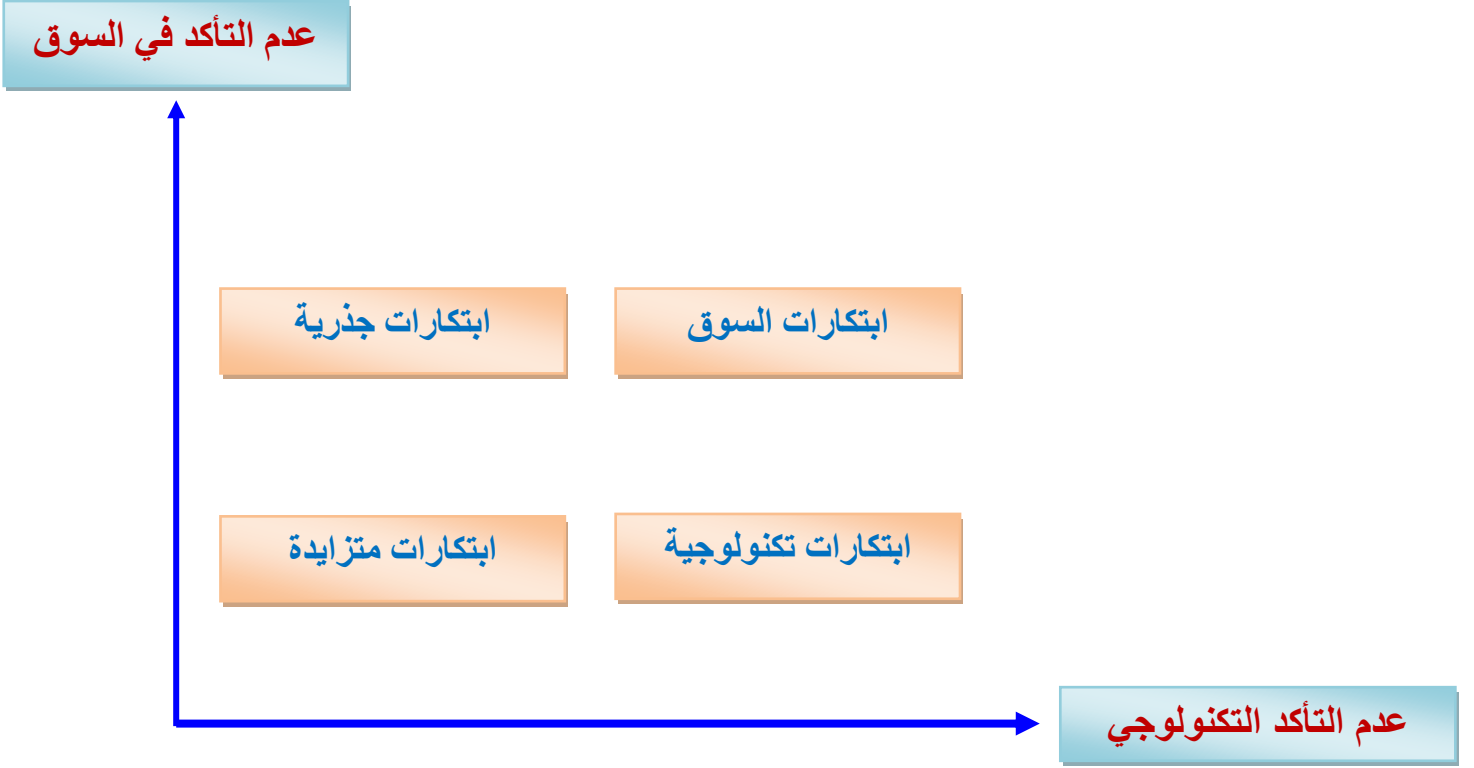 عدم التأكد في السوق
ابتكارات السوق
ابتكارات جذرية
ابتكارات تكنولوجية
ابتكارات متزايدة
عدم التأكد التكنولوجي